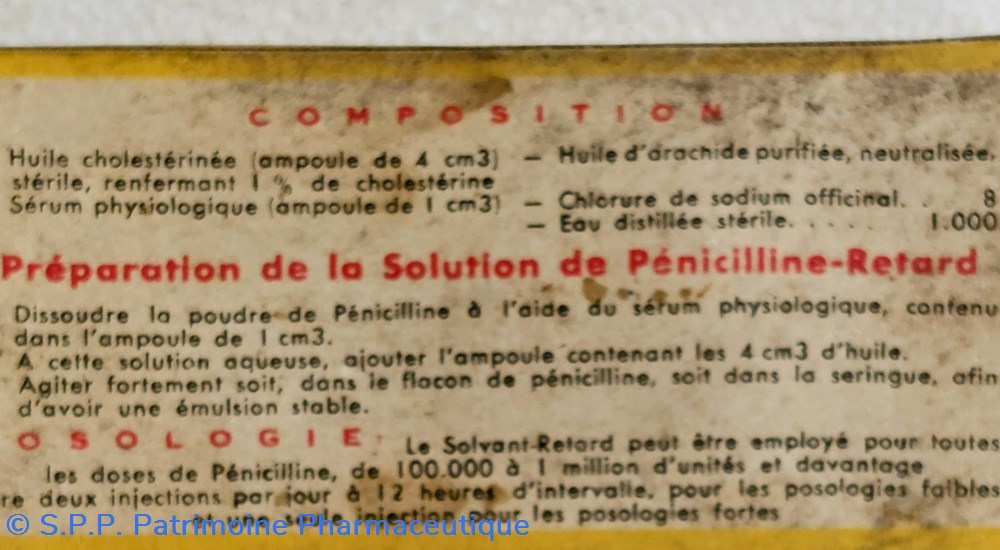 COMPOSITION
Huile cholestérinée (ampoule de 4 cm3) — Huile d'arachide purifiée, neutralisée,
stérile, renfermant 1 % de cholestérine
Sérum physiologique (ampoule de 1 cm3) — Chlorure de sodium officinal. . 8
— Eau distillée stérile. . . . . 1.000
Préparation de la Solution de Pénicilline-Retard
Dissoudre la poudre de Pénicilline à l'aide du sérum physiologique, contenu
dans l'ampoule de 1 cm3.
A cette solution aqueuse, ajouter l'ampoule contenant les 4 cm3 d'huile.
Agiter fortement soit, dans le flacon de pénicilline, soit dans la seringue, afin
d'avoir une émulsion stable.
OSOLOGIE: Le Solvant-Retard peut être employé pour toutes
les doses de Pénicilline, de 100.000 à 1 million d'unités et davantage
re deux injections par jour à 12 heures d'intervalle, pour les posologies faibles
et une seule injection pour les posologies fortes
© S.P.P. Patrimoine Pharmaceutique